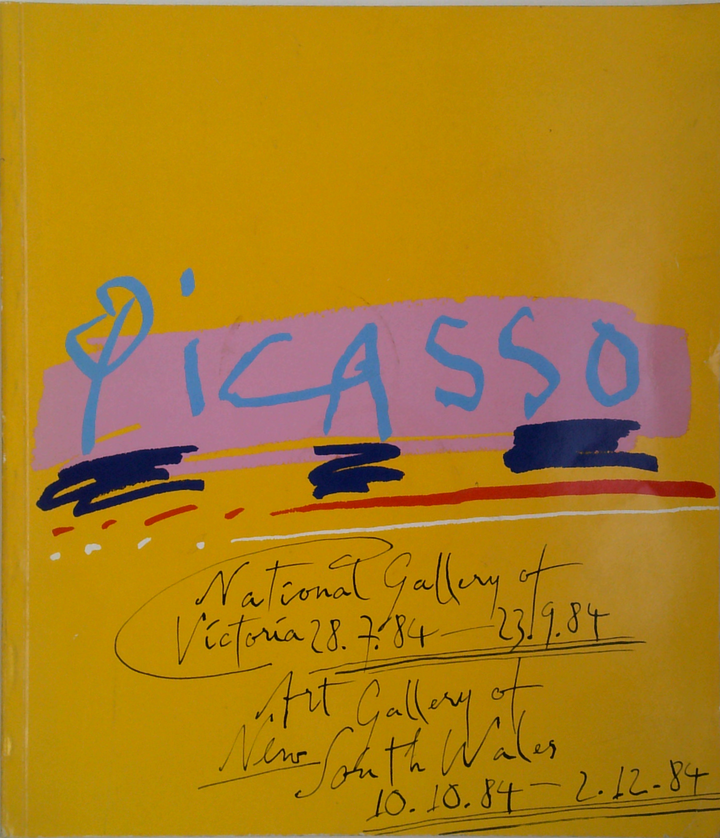 PiCASSO
National Gallery of
Victoria 28.7.84 — 23.9.84
Art Gallery of
New South Wales
10.10.84 — 2.12.84